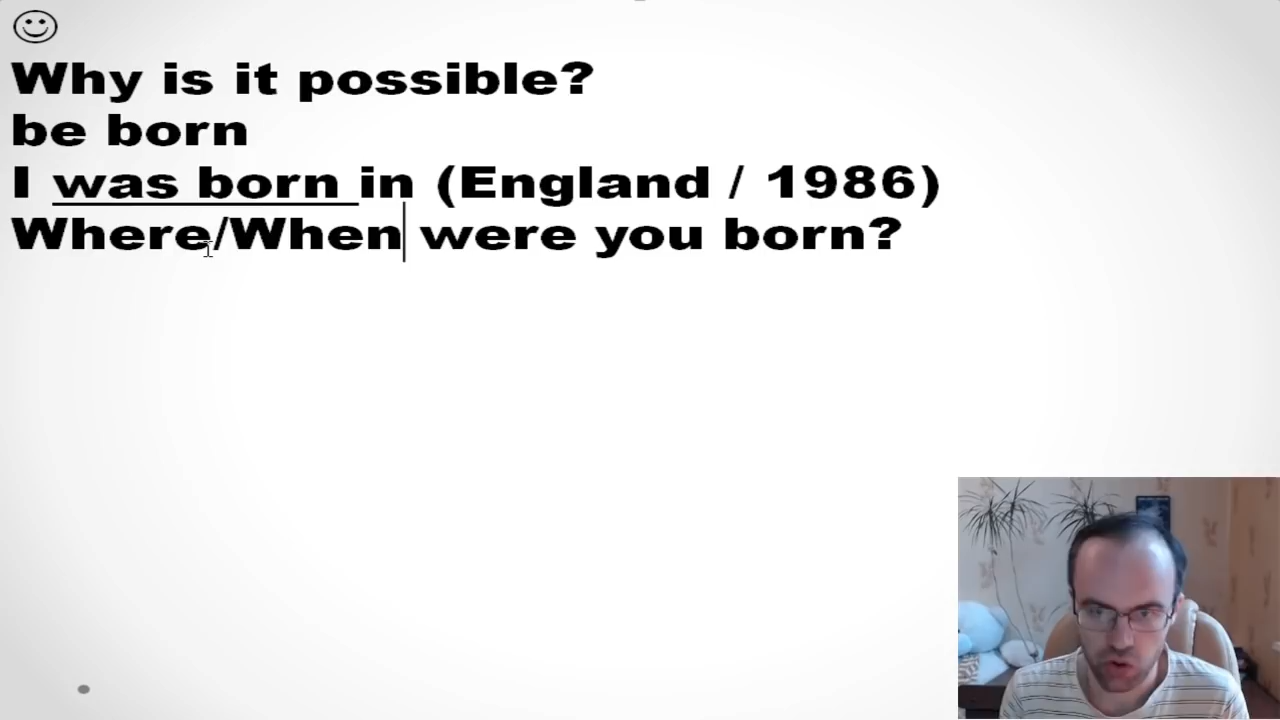 Why is it possible?
be born
I was born in (England / 1986)
Where/When were you born?